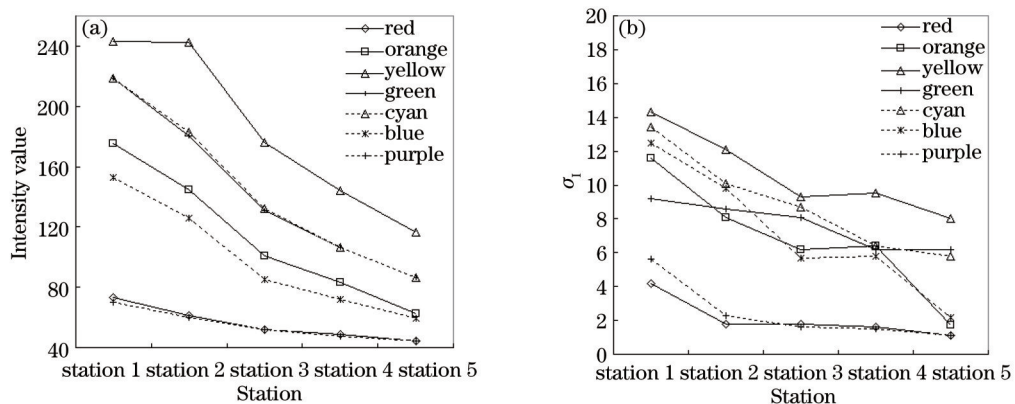 (a)
red
orange
yellow
green
cyan
blue
purple
240
200
160
120
80
40
Intensity value
station 1 station 2 station 3 station 4 station 5
Station
(b)
red
orange
yellow
green
cyan
blue
purple
20
18
16
14
12
10
8
6
4
2
0
σI
station 1 station 2 station 3 station 4 station 5
Station